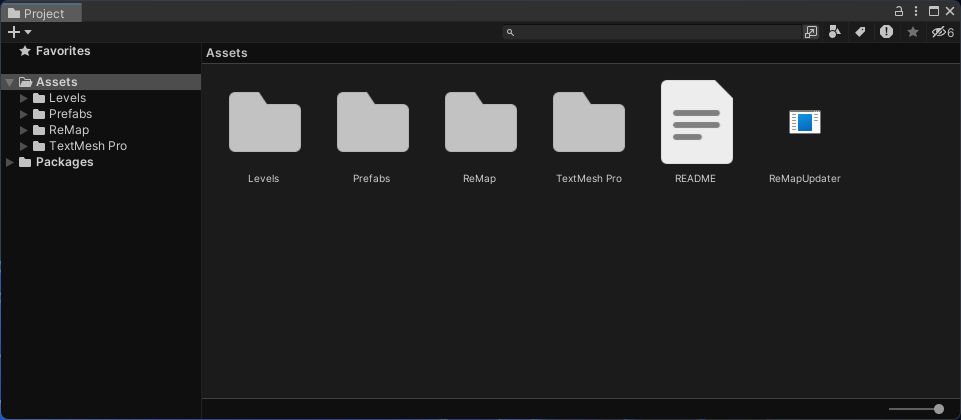 Project
6
Favorites
Assets
Assets
Levels
Prefabs
ReMap
TextMesh Pro
Packages
Levels
Prefabs
ReMap
TextMesh Pro
README
ReMapUpdater